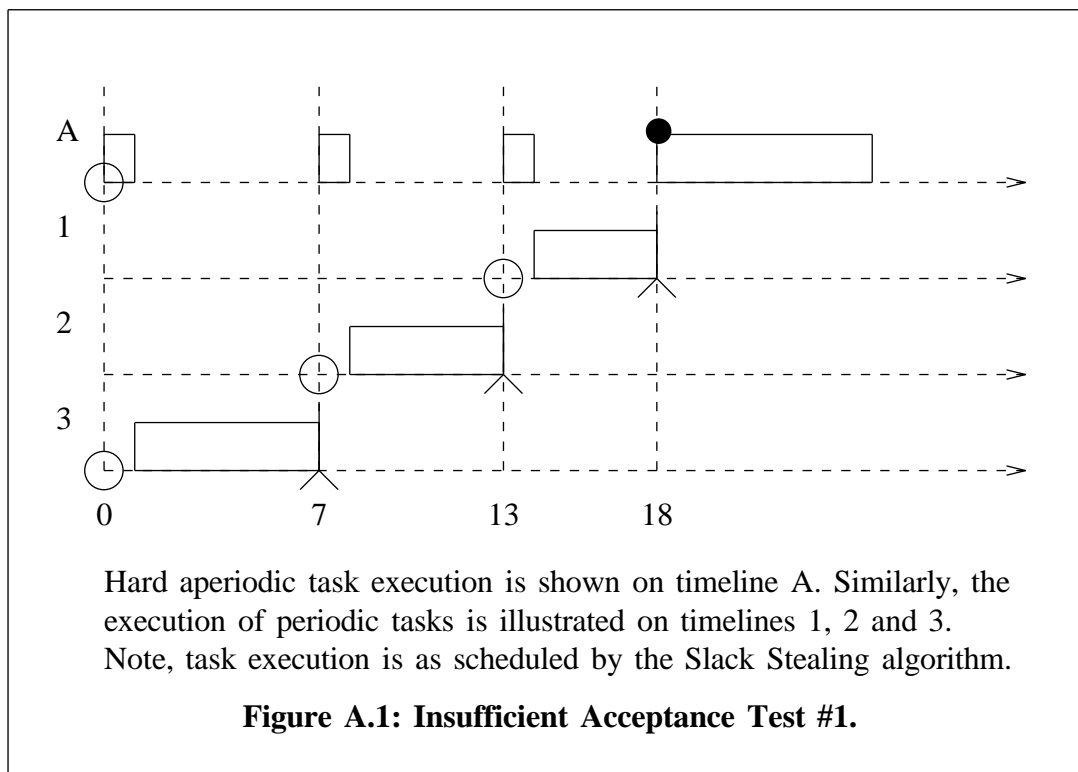 A
1
2
3
0 7 13 18
Hard aperiodic task execution is shown on timeline A. Similarly, the
execution of periodic tasks is illustrated on timelines 1, 2 and 3.
Note, task execution is as scheduled by the Slack Stealing algorithm.
Figure A.1: Insufficient Acceptance Test #1.